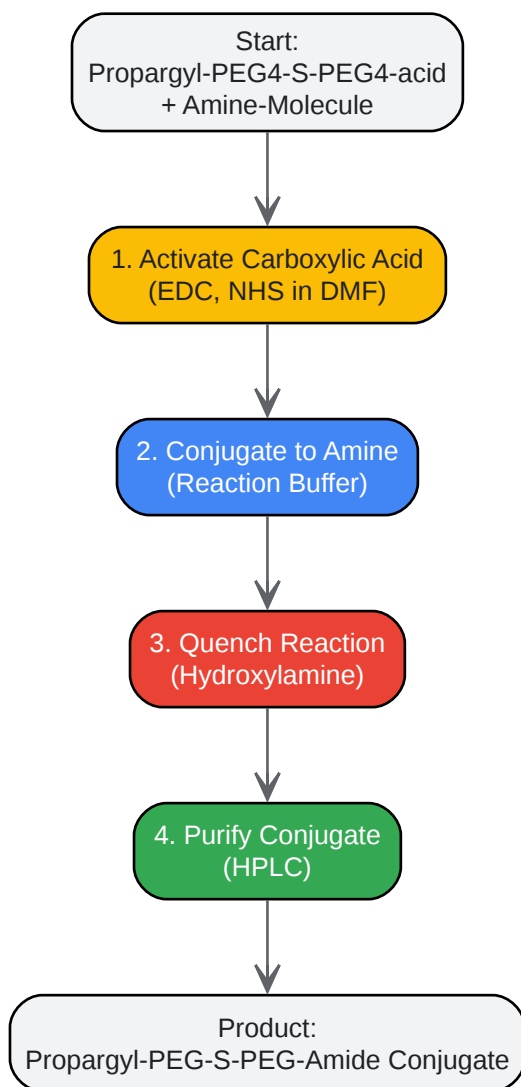 Start:
Propargyl-PEG4-S-PEG4-acid
+ Amine-Molecule
1. Activate Carboxylic Acid
(EDC, NHS in DMF)
2. Conjugate to Amine
(Reaction Buffer)
3. Quench Reaction
(Hydroxylamine)
4. Purify Conjugate
(HPLC)
Product:
Propargyl-PEG-S-PEG-Amide Conjugate